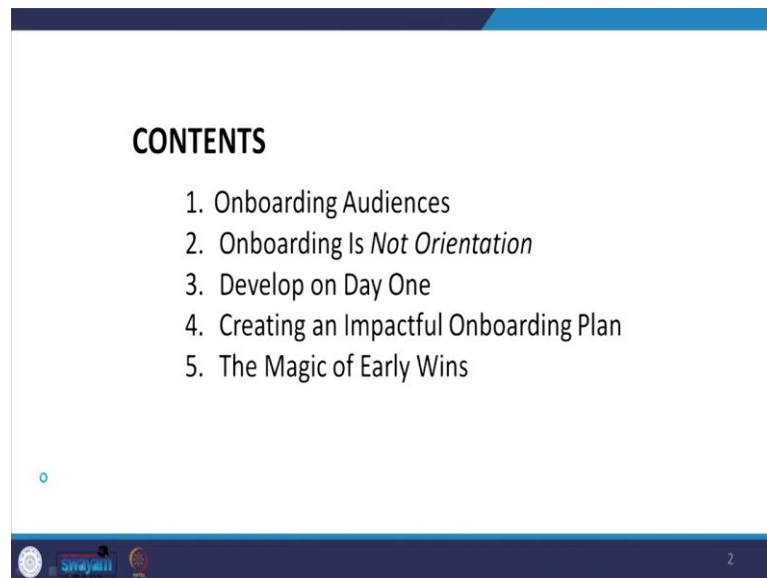 CONTENTS
1. Onboarding Audiences
2. Onboarding Is Not Orientation
3. Develop on Day One
4. Creating an Impactful Onboarding Plan
5. The Magic of Early Wins
swayam
2